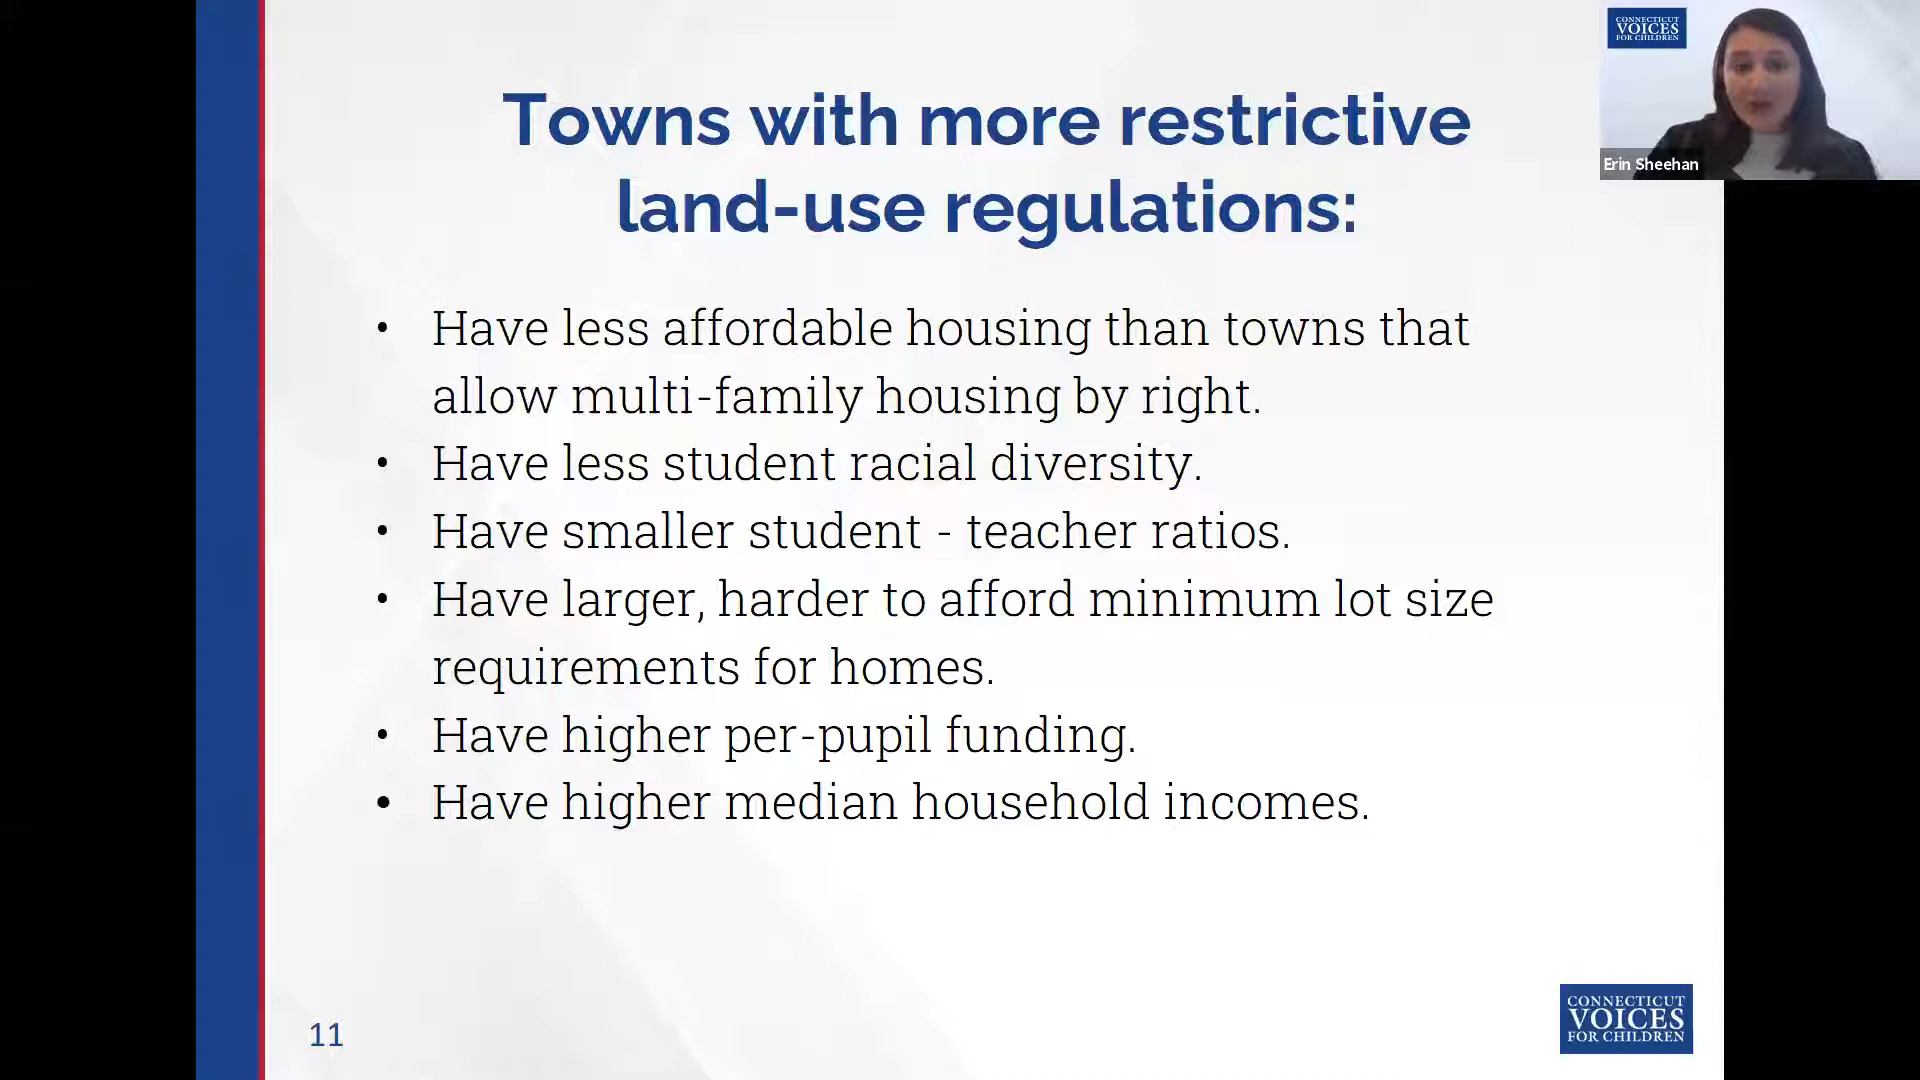 CONNECTICUT
VOICES
FOR CHILDREN
Erin Sheehan
Towns with more restrictive
land-use regulations:
• Have less affordable housing than towns that
allow multi-family housing by right.
• Have less student racial diversity.
• Have smaller student - teacher ratios.
• Have larger, harder to afford minimum lot size
requirements for homes.
• Have higher per-pupil funding.
• Have higher median household incomes.
11
CONNECTICUT
VOICES
FOR CHILDREN